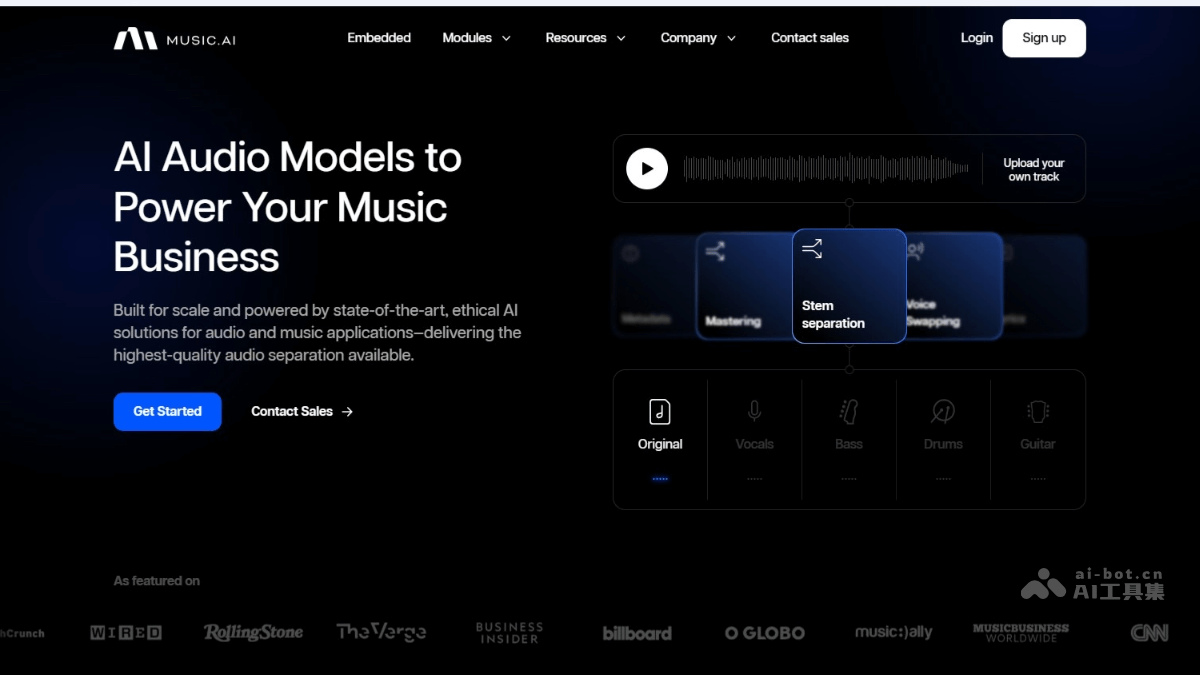 MUSIC.AI
Embedded
Modules
Resources
Company
Contact sales
Login
Sign up
AI Audio Models to
Power Your Music
Business
Built for scale and powered by state-of-the-art, ethical AI
solutions for audio and music applications—delivering the
highest-quality audio separation available.
Get Started
Contact Sales →
Upload your
own track
Metadata
Mastering
Stem
separation
Voice
Swapping
Original
Vocals
Bass
Drums
Guitar
As featured on
hCrunch
WIRED
RollingStone
The Verge
BUSINESS
INSIDER
billboard
O GLOBO
music:)ally
MUSICBUSINESS
WORLDWIDE
CNN
ai-bot.cn
AI工具集